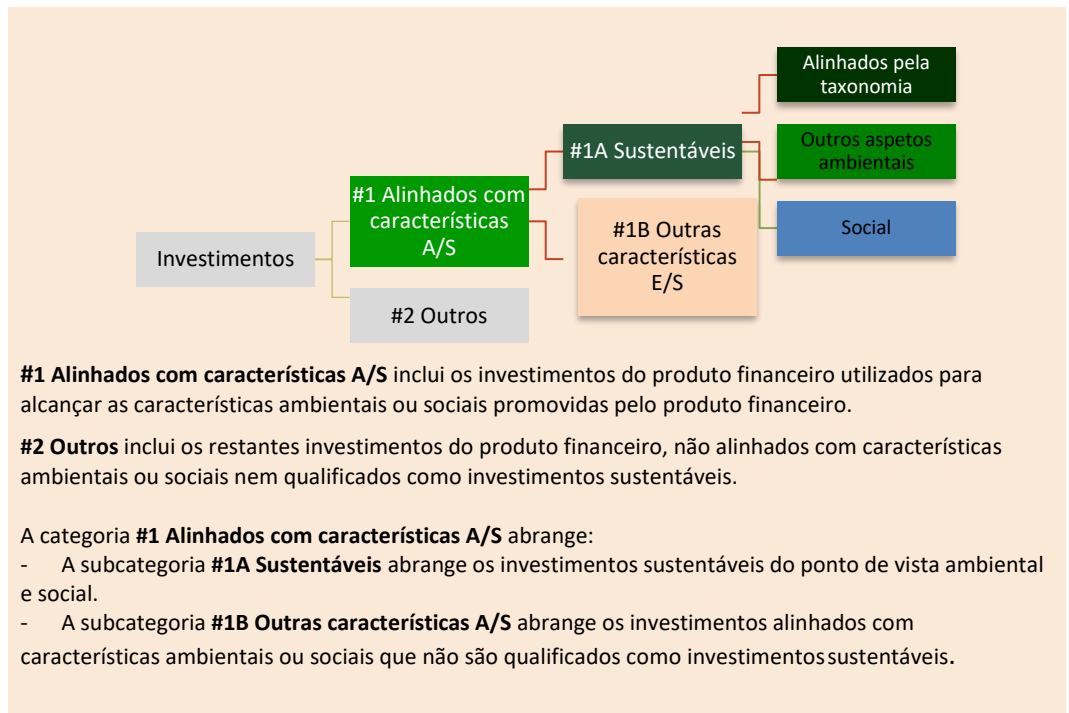 Alinhados pela
taxonomia
#1A Sustentáveis
Outros aspetos
ambientais
#1 Alinhados com
características
A/S
#1B Outras
características
E/S
Social
Investimentos
#2 Outros
#1 Alinhados com características A/S inclui os investimentos do produto financeiro utilizados para
alcançar as características ambientais ou sociais promovidas pelo produto financeiro.
#2 Outros inclui os restantes investimentos do produto financeiro, não alinhados com características
ambientais ou sociais nem qualificados como investimentos sustentáveis.
A categoria #1 Alinhados com características A/S abrange:
- A subcategoria #1A Sustentáveis abrange os investimentos sustentáveis do ponto de vista ambiental
e social.
- A subcategoria #1B Outras características A/S abrange os investimentos alinhados com
características ambientais ou sociais que não são qualificados como investimentos sustentáveis.